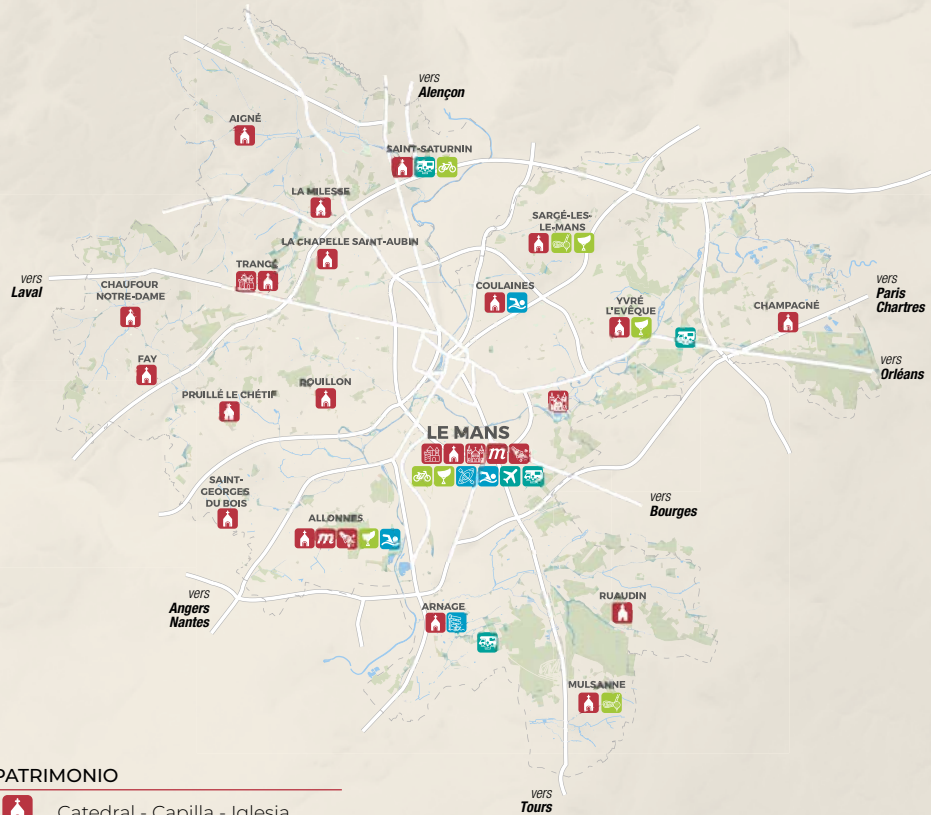 vers
Alençon
AIGNÉ
SAINT-SATURNIN
LA MILESSE
SARGÉ-LES-
LE-MANS
LA CHAPELLE SAINT-AUBIN
TRANGÉ
vers
Laval
CHAUFOUR
NOTRE-DAME
COULAINES
YVRÉ
L'EVÊQUE
CHAMPAGNÉ
vers
Paris
Chartres
vers
Orléans
FAY
PRUILLÉ LE CHÉTIF
ROUILLON
LE MANS
m
SAINT-
GEORGES
DU BOIS
vers
Bourges
ALLONNES
m
vers
Angers
Nantes
ARNAGE
RUAUDIN
MULSANNE
vers
Tours
PATRIMONIO
Catedral - Capilla - Iglesia